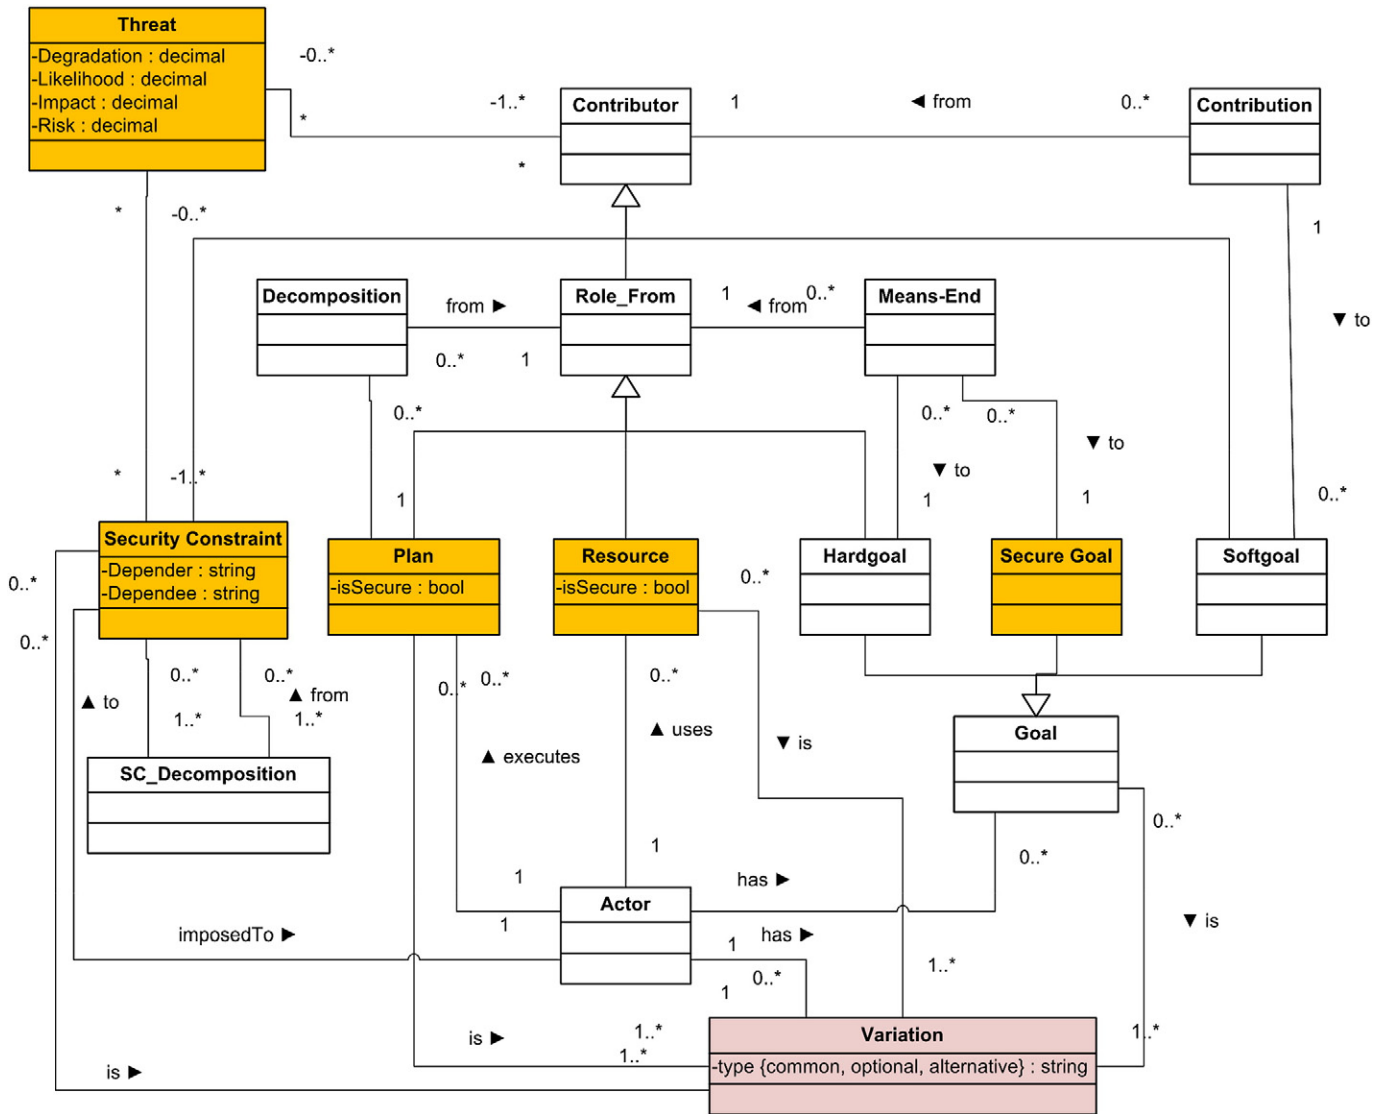 Threat
-Degradation : decimal
-Likelihood : decimal
-Impact : decimal
-Risk : decimal
-0..*
*
-1..*
*
Contributor
1
◄ from
0..*
Contribution
*
-0..*
1
▼ to
0..*
Decomposition
from ►
0..*
1
Role_From
1
◄ from
0..*
Means-End
0..*
1
0..*
▼ to
1
0..*
▼ to
1
*
-1..*
Security Constraint
-Depender : string
-Dependee : string
Plan
-isSecure : bool
Resource
-isSecure : bool
Hardgoal
Secure Goal
Softgoal
0..*
0..*
0..*
▲ to
0..*
1..*
0..*
▲ from
1..*
SC_Decomposition
0..*
0..*
▲ executes
0..*
▲ uses
▼ is
Goal
0..*
0..*
1
1
1
Actor
has ►
imposedTo ►
1
has ►
0..*
1
1..*
▼ is
is ►
1..*
1..*
1..*
is ►
Variation
-type {common, optional, alternative} : string